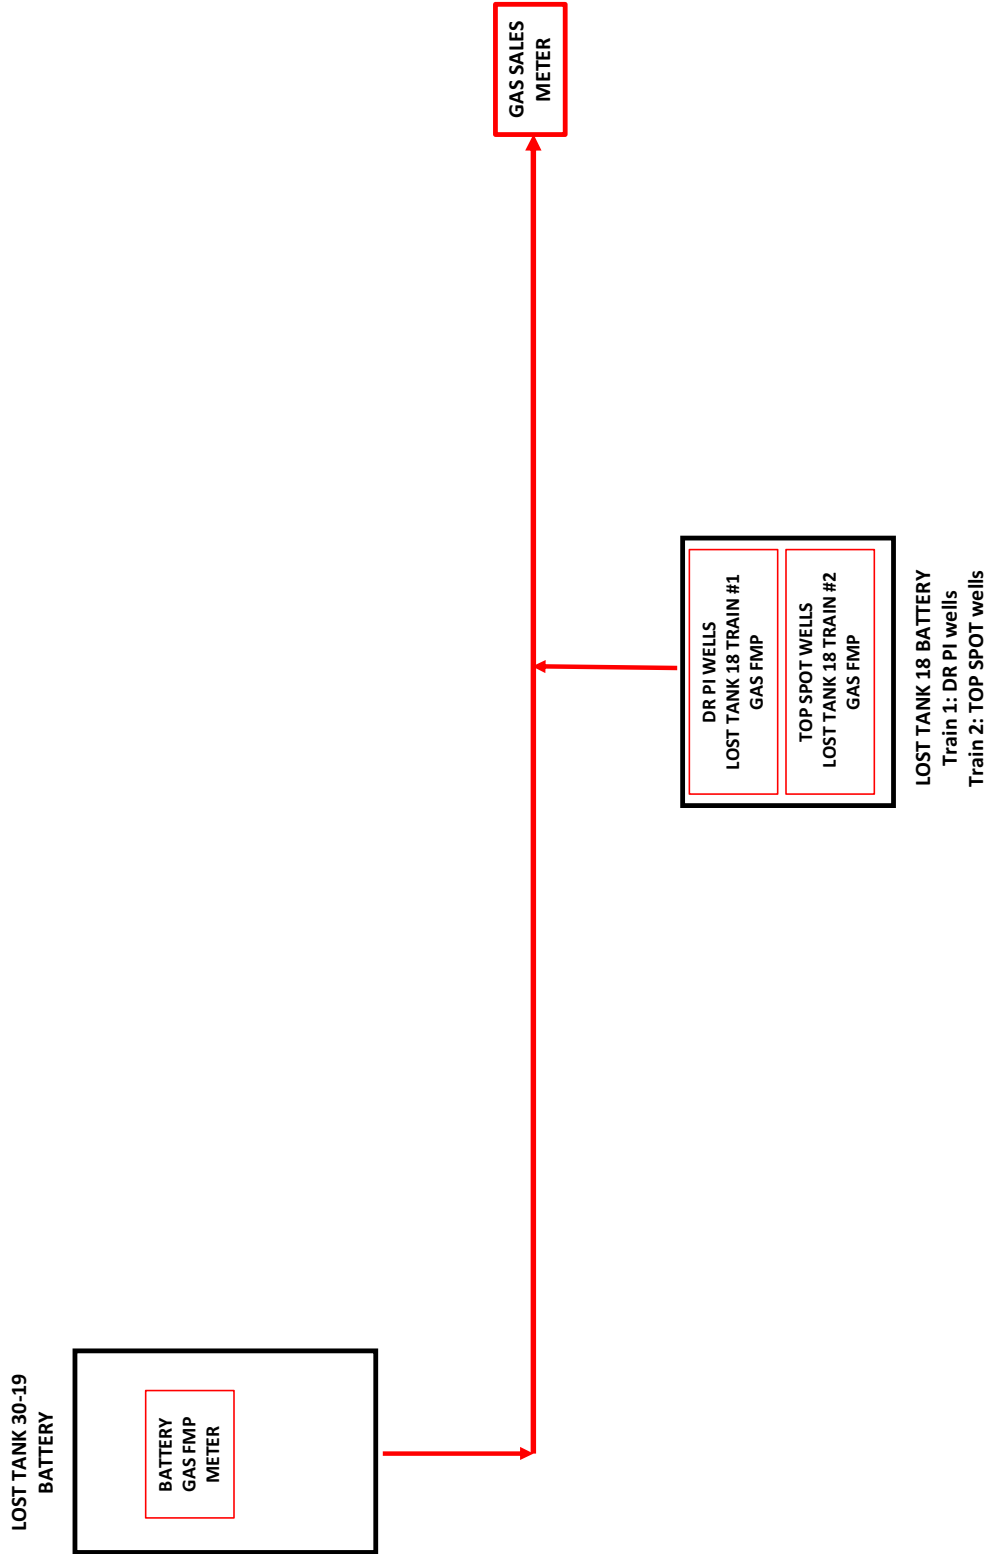 LOST TANK 30-19
BATTERY
BATTERY
GAS FMP
METER
GAS SALES
METER
DR PI WELLS
LOST TANK 18 TRAIN #1
GAS FMP
TOP SPOT WELLS
LOST TANK 18 TRAIN #2
GAS FMP
LOST TANK 18 BATTERY
Train 1: DR PI wells
Train 2: TOP SPOT wells